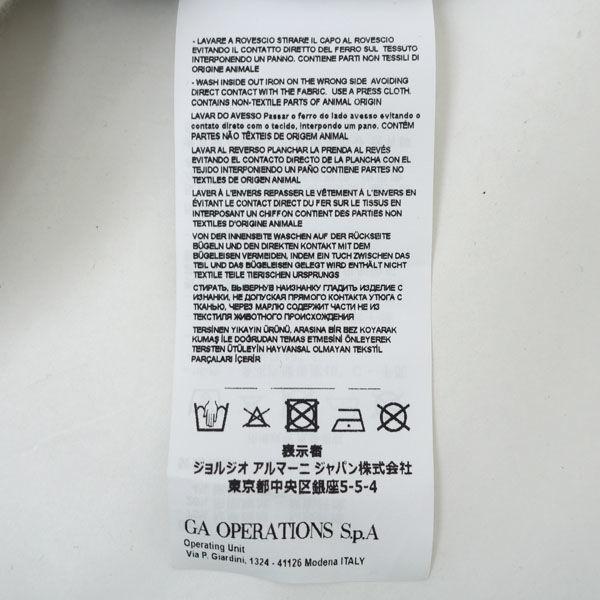 - LAVARE A ROVESCIO STIRARE IL CAPO AL ROVESCIO
EVITANDO IL CONTATTO DIRETTO DEL FERRO SUL TESSUTO
INTERPONENDO UN PANNO. CONTIENE PARTI NON TESSILI DI
ORIGINE ANIMALE
- WASH INSIDE OUT IRON ON THE WRONG SIDE AVOIDING
DIRECT CONTACT WITH THE FABRIC. USE A PRESS CLOTH.
CONTAINS NON-TEXTILE PARTS OF ANIMAL ORIGIN
LAVAR DO AVESSO Passar o ferro do lado avesso evitando o
contato direto com o tecido, interpondo um pano. CONTÉM
PARTES NÃO TÊXTEIS DE ORIGEM ANIMAL
LAVAR AL REVERSO PLANCHAR LA PRENDA AL REVÉS
EVITANDO EL CONTACTO DIRECTO DE LA PLANCHA CON EL
TEJIDO INTERPONIENDO UN PAÑO CONTIENE PARTES NO
TEXTILES DE ORIGEN ANIMAL
LAVER À L'ENVERS REPASSER LE VÊTEMENT À L'ENVERS EN
ÉVITANT LE CONTACT DIRECT DU FER SUR LE TISSUS EN
INTERPOSANT UN CHIFFON CONTIENT DES PARTIES NON
TEXTILES D'ORIGINE ANIMALE
VON DER INNENSEITE WASCHEN AUF DER RÜCKSEITE
BÜGELN UND DEN DIREKTEN KONTAKT MIT DEM
BÜGELEISEN VERMEIDEN, INDEM EIN TUCH ZWISCHEN DAS
TEIL UND DAS BÜGELEISEN GELEGT WIRD ENTHÄLT NICHT
TEXTILE TEILE TIERISCHEN URSPRUNGS
СТИРАТЬ, ВЫВЕРНУВ НАИЗНАНКУ ГЛАДИТЬ ИЗДЕЛИЕ С
ИЗНАНКИ, НЕ ДОПУСКАЯ ПРЯМОГО КОНТАКТА УТЮГА С
ТКАНЬЮ, ЧЕРЕЗ МАРЛЮ СОДЕРЖИТ ЧАСТИ НЕ ИЗ
ТЕКСТИЛЯ ЖИВОТНОГО ПРОИСХОЖДЕНИЯ
TERSİNEN YIKAYIN ÜRÜNÜ, ARASINA BİR BEZ KOYARAK
KUMAŞ İLE DOĞRUDAN TEMAS ETMESİNİ ÖNLEYEREK
TERSTEN ÜTÜLEYİN HAYVANSAL OLMAYAN TEKSTİL
PARÇALARI İÇERİR
表示者
ジョルジオ アルマーニ ジャパン株式会社
東京都中央区銀座5-5-4
GA OPERATIONS S.p.A
Operating Unit
Via P. Giardini, 1324 - 41126 Modena ITALY